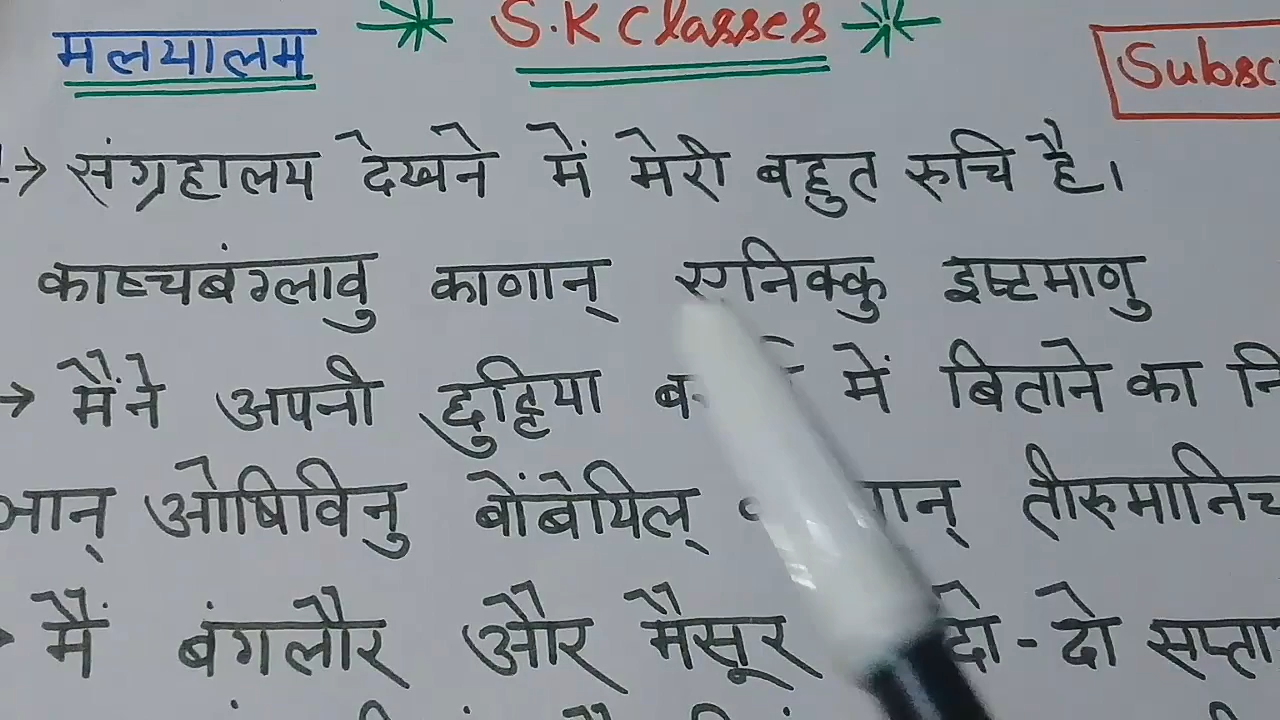 मलयालम S.K Classes Subsc
→ संग्रहालय देखने में मेरी बहुत रूचि है।
काष्चबंग्लावु काणान् एनिक्कु इष्टमाणु
→ मैंने अपनी छुट्टिया में बिताने का नि
ञान् ओषिविनु बोंबेयिल् तीरुमानिच
मैं बंगलौर और मैसूर दो-दो सप्ता